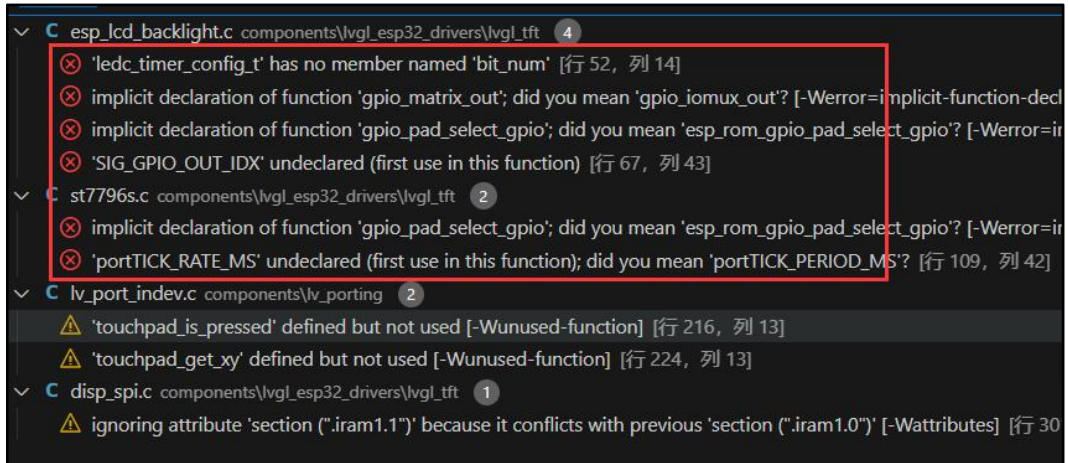 C esp_lcd_backlight.c components\lvgl_esp32_drivers\lvgl_tft 4
'ledc_timer_config_t' has no member named 'bit_num' [行 52, 列 14]
implicit declaration of function 'gpio_matrix_out'; did you mean 'gpio_iomux_out'? [-Werror=implicit-function-decl
implicit declaration of function 'gpio_pad_select_gpio'; did you mean 'esp_rom_gpio_pad_select_gpio'? [-Werror=in
'SIG_GPIO_OUT_IDX' undeclared (first use in this function) [行 67, 列 43]
C st7796s.c components\lvgl_esp32_drivers\lvgl_tft 2
implicit declaration of function 'gpio_pad_select_gpio'; did you mean 'esp_rom_gpio_pad_select_gpio'? [-Werror=in
'portTICK_RATE_MS' undeclared (first use in this function); did you mean 'portTICK_PERIOD_MS'? [行 109, 列 42]
C lv_port_indev.c components\lv_porting 2
'touchpad_is_pressed' defined but not used [-Wunused-function] [行 216, 列 13]
'touchpad_get_xy' defined but not used [-Wunused-function] [行 224, 列 13]
C disp_spi.c components\lvgl_esp32_drivers\lvgl_tft 1
ignoring attribute 'section (".iram1.1")' because it conflicts with previous 'section (".iram1.0")' [-Wattributes] [行 30